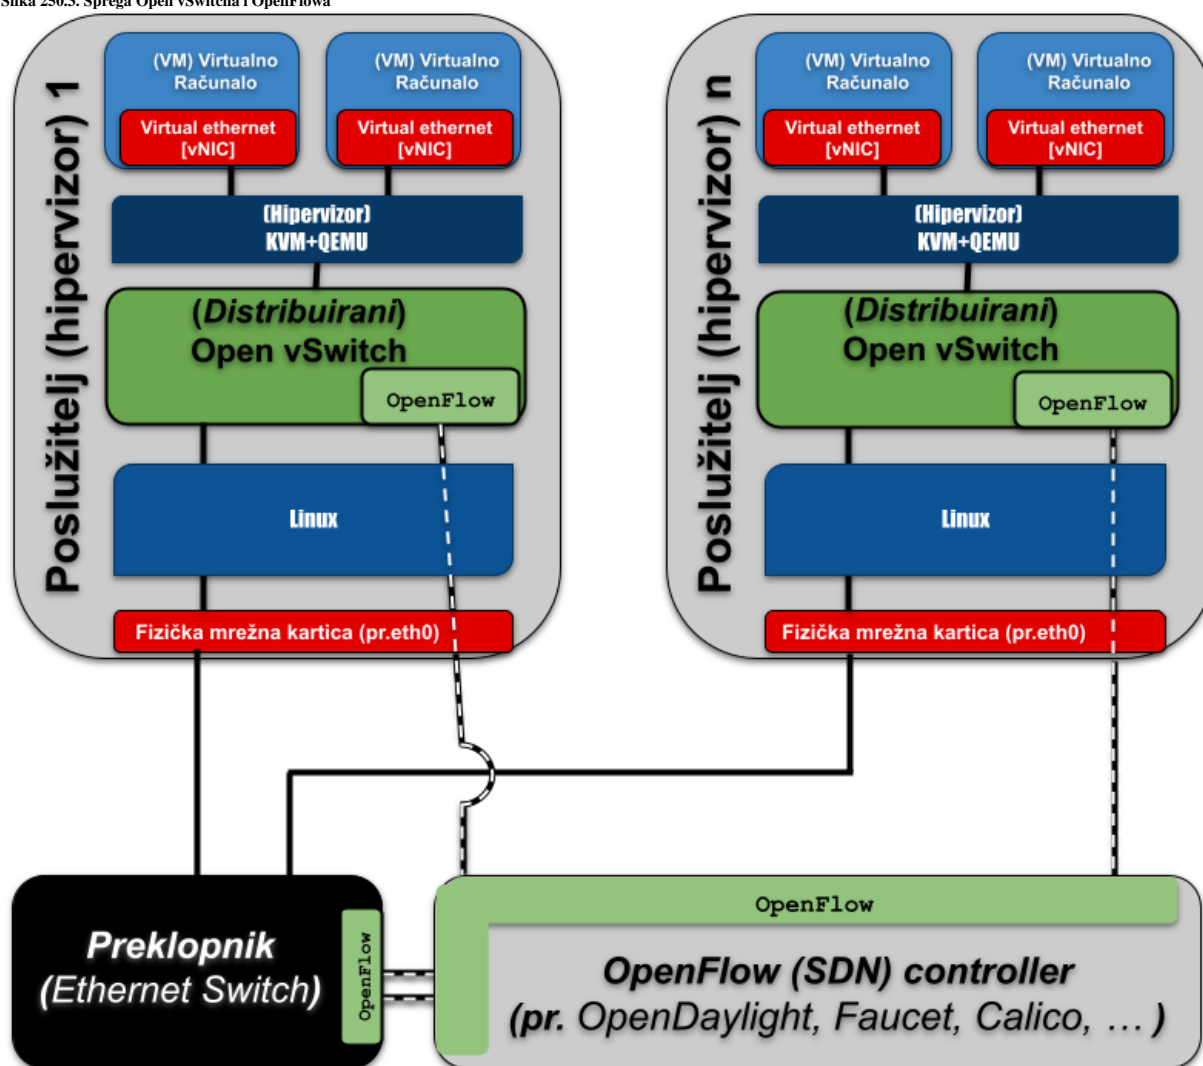 Slika 250.3. Sprega Open vSwitcha i OpenFlowa
Poslužitelj (hipervizor) 1
(VM) Virtualno
Računalo
Virtual ethernet
[vNIC]
(VM) Virtualno
Računalo
Virtual ethernet
[vNIC]
(Hipervizor)
KVM+QEMU
(Distribuirani)
Open vSwitch
OpenFlow
Linux
Fizička mrežna kartica (pr.eth0)
Poslužitelj (hipervizor) n
(VM) Virtualno
Računalo
Virtual ethernet
[vNIC]
(VM) Virtualno
Računalo
Virtual ethernet
[vNIC]
(Hipervizor)
KVM+QEMU
(Distribuirani)
Open vSwitch
OpenFlow
Linux
Fizička mrežna kartica (pr.eth0)
Preklopnik
(Ethernet Switch)
OpenFlow
OpenFlow
OpenFlow (SDN) controller
(pr. OpenDaylight, Faucet, Calico, … )